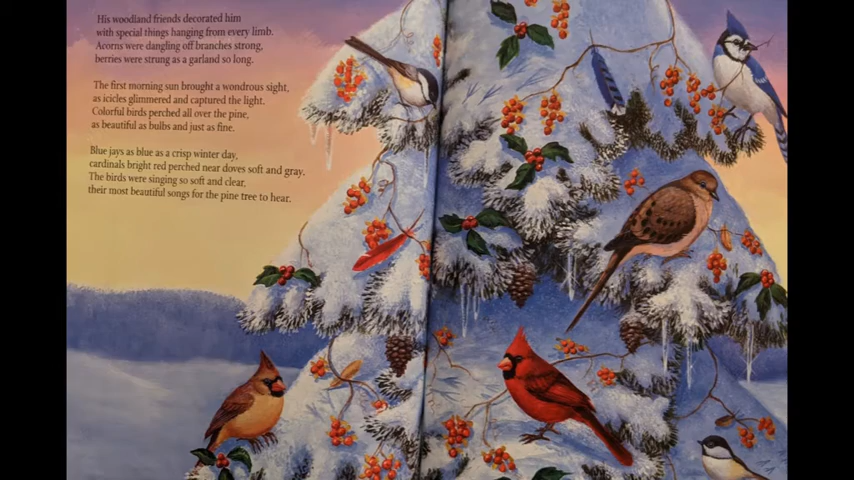 His woodland friends decorated him
with special things hanging from every limb.
Acorns were dangling off branches strong,
berries were strung as a garland so long.
The first morning sun brought a wondrous sight,
as icicles glimmered and captured the light.
Colorful birds perched all over the pine,
as beautiful as bulbs and just as fine.
Blue jays as blue as a crisp winter day,
cardinals bright red perched near doves soft and gray.
The birds were singing so soft and clear,
their most beautiful songs for the pine tree to hear.